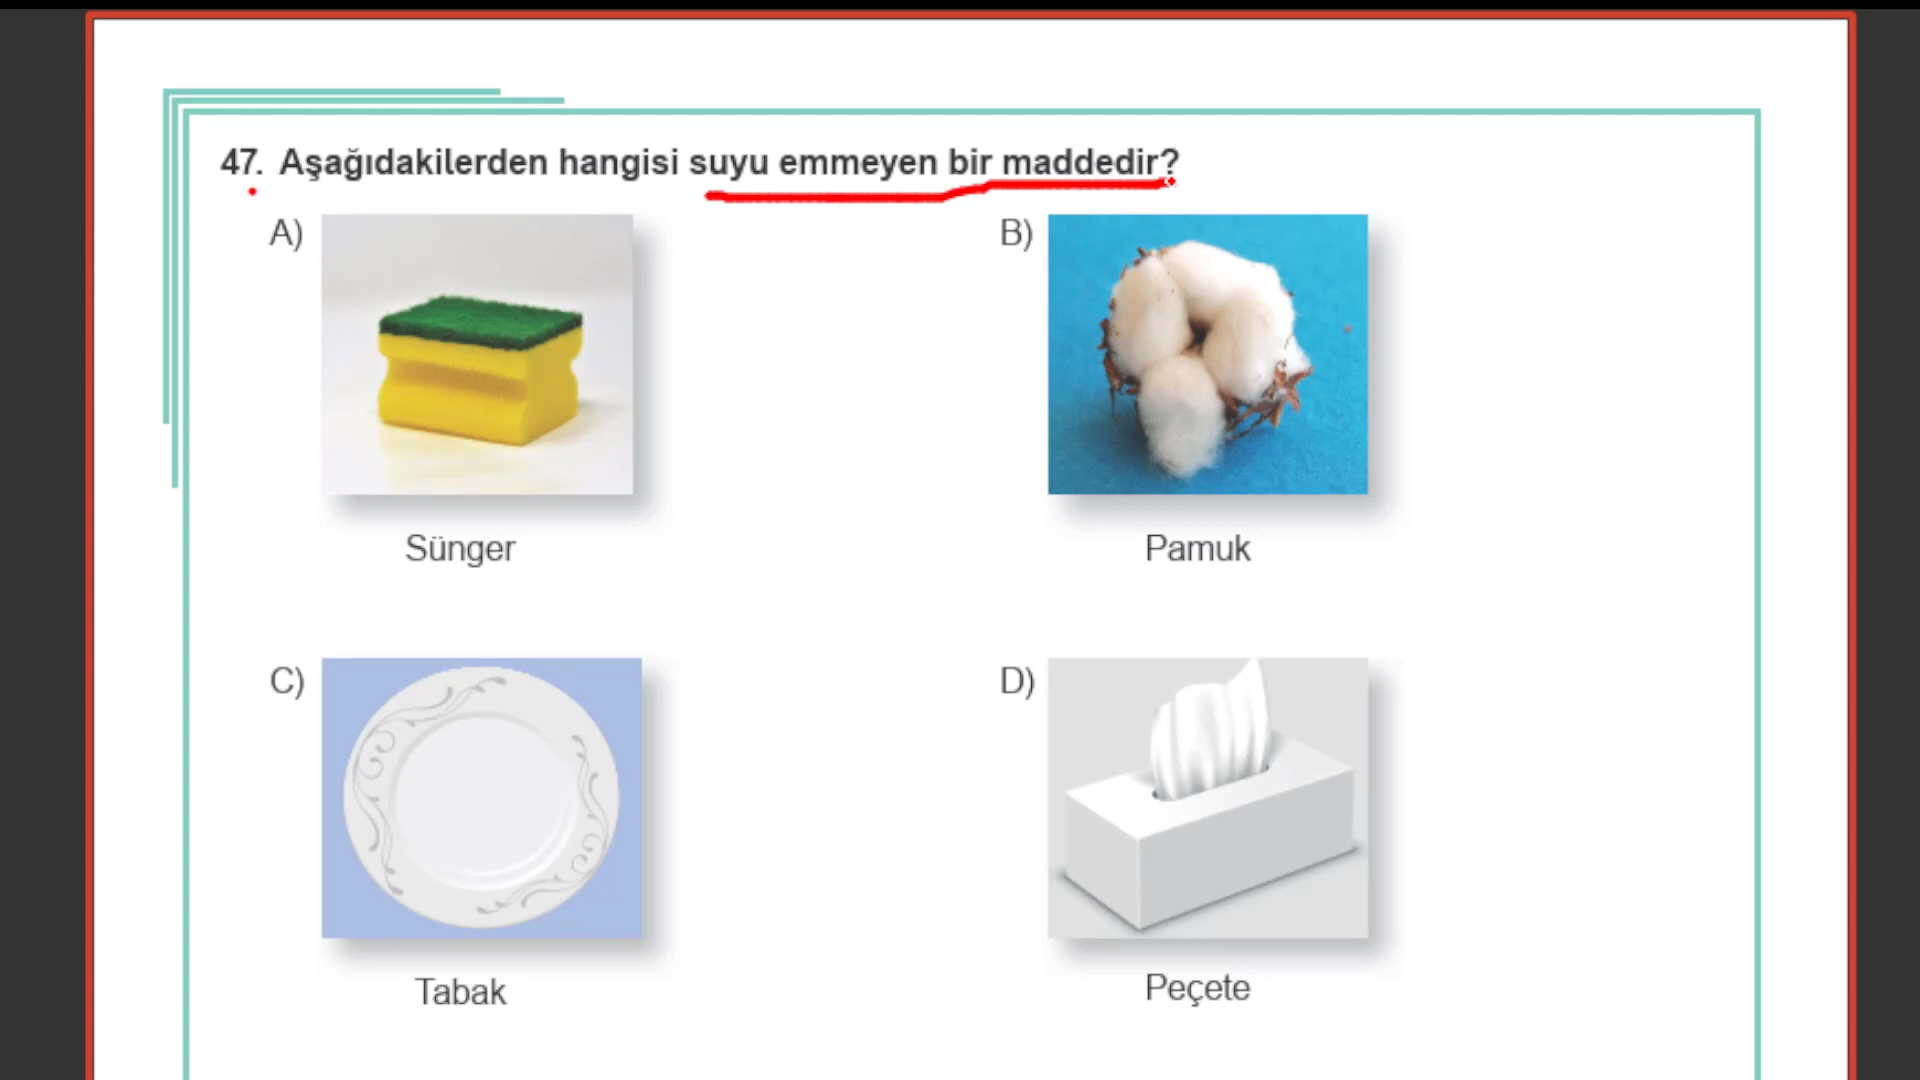 47. Aşağıdakilerden hangisi suyu emmeyen bir maddedir?
A)
B)
Sünger
Pamuk
C)
D)
Tabak
Peçete